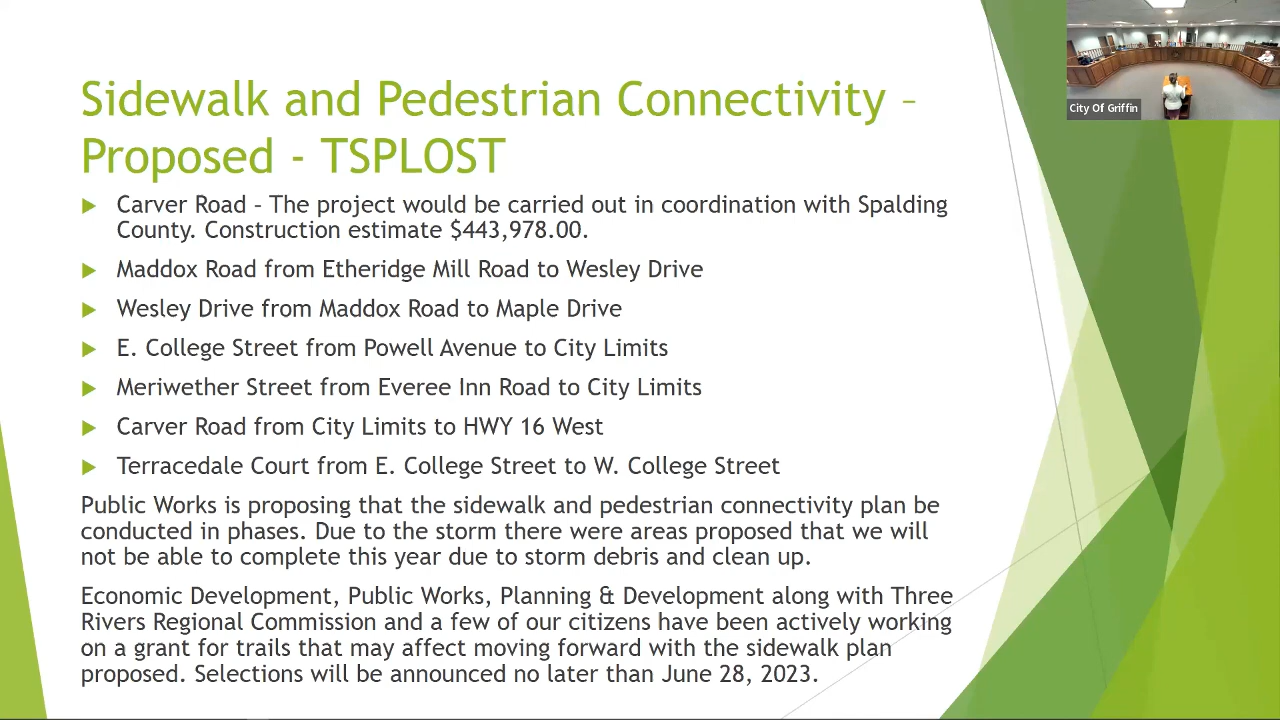 Sidewalk and Pedestrian Connectivity –
Proposed - TSPLOST
Carver Road – The project would be carried out in coordination with Spalding
County. Construction estimate $443,978.00.
Maddox Road from Etheridge Mill Road to Wesley Drive
Wesley Drive from Maddox Road to Maple Drive
E. College Street from Powell Avenue to City Limits
Meriwether Street from Everee Inn Road to City Limits
Carver Road from City Limits to HWY 16 West
Terracedale Court from E. College Street to W. College Street
Public Works is proposing that the sidewalk and pedestrian connectivity plan be
conducted in phases. Due to the storm there were areas proposed that we will
not be able to complete this year due to storm debris and clean up.
Economic Development, Public Works, Planning & Development along with Three
Rivers Regional Commission and a few of our citizens have been actively working
on a grant for trails that may affect moving forward with the sidewalk plan
proposed. Selections will be announced no later than June 28, 2023.
City Of Griffin